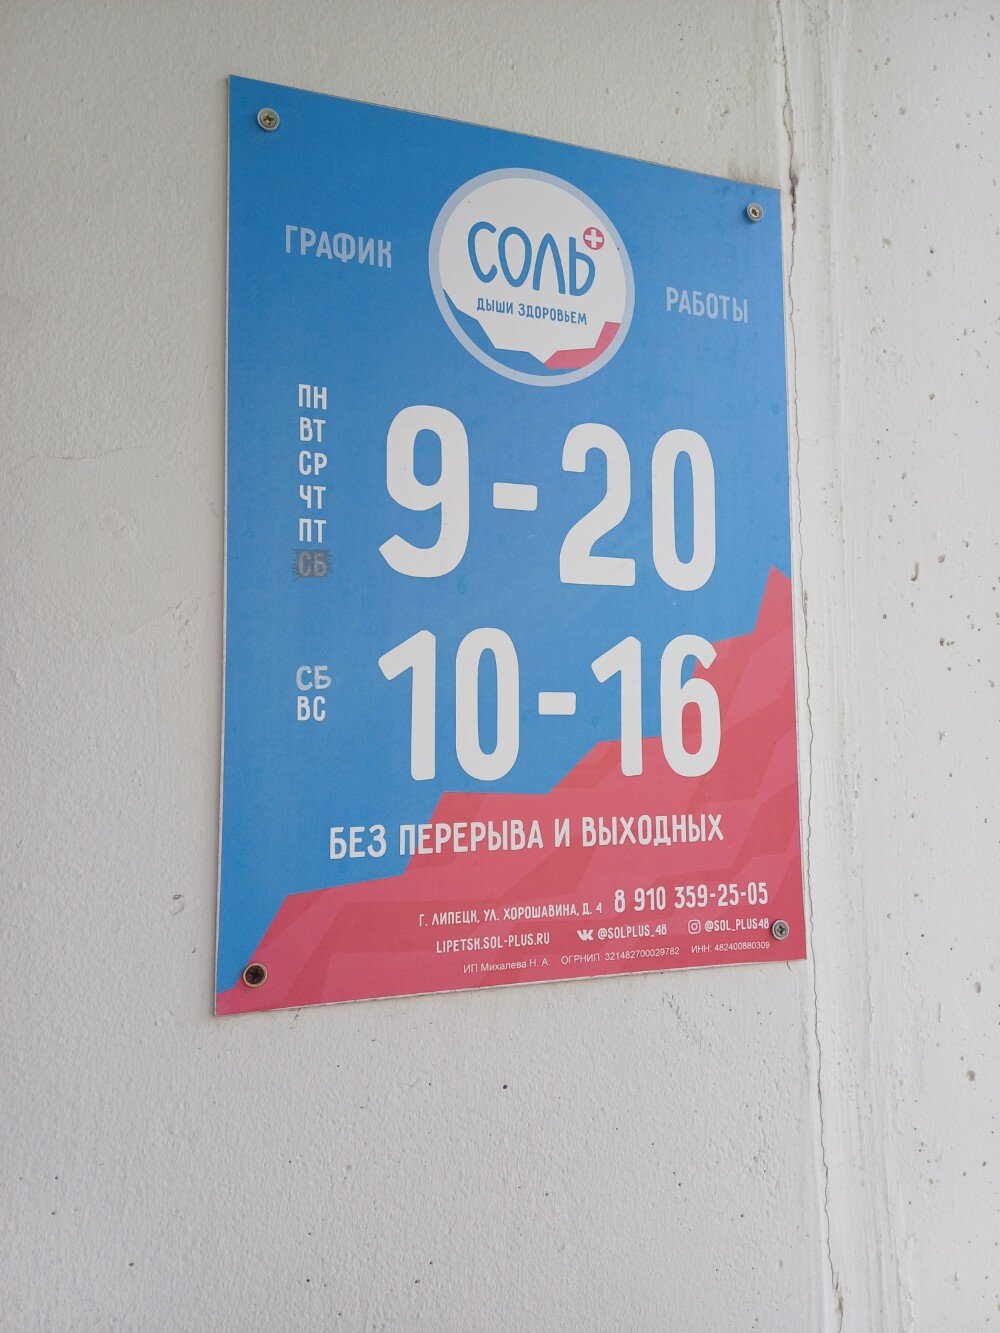 ГРАФИК
СОЛЬ+
ДЫШИ ЗДОРОВЬЕМ
РАБОТЫ
ПН
ВТ
СР
ЧТ
ПТ
СБ
9-20
СБ
ВС
10-16
БЕЗ ПЕРЕРЫВА И ВЫХОДНЫХ
Г. ЛИПЕЦК, УЛ. ХОРОШАВИНА, Д. 4 8 910 359-25-05
LIPETSK.SOL-PLUS.RU @SOLPLUS_48 @SOL_PLUS48
ИП Михалева Н. А. ОГРНИП: 321482700029782 ИНН: 482400880309